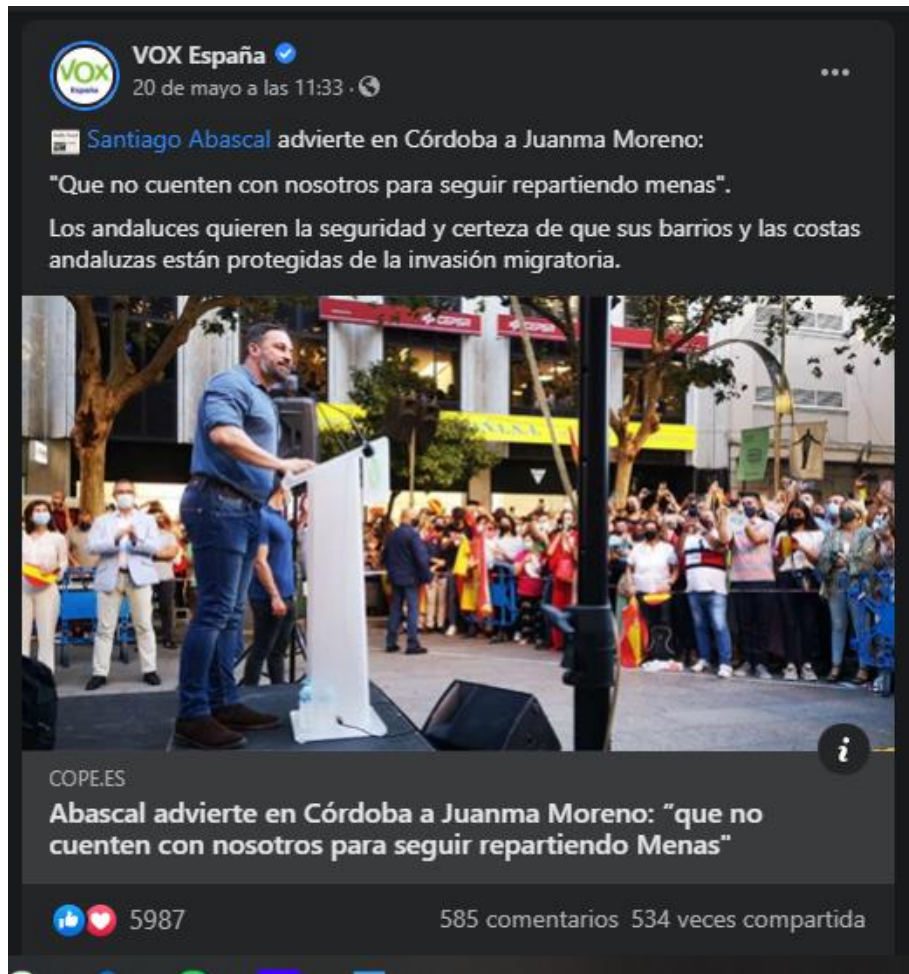 VOX España
VOX
España
20 de mayo a las 11:33 ·
Santiago Abascal advierte en Córdoba a Juanma Moreno:
"Que no cuenten con nosotros para seguir repartiendo menas".
Los andaluces quieren la seguridad y certeza de que sus barrios y las costas
andaluzas están protegidas de la invasión migratoria.
CEPSA CEPSA
COPE.ES
Abascal advierte en Córdoba a Juanma Moreno: "que no
cuenten con nosotros para seguir repartiendo Menas"
5987 585 comentarios 534 veces compartida